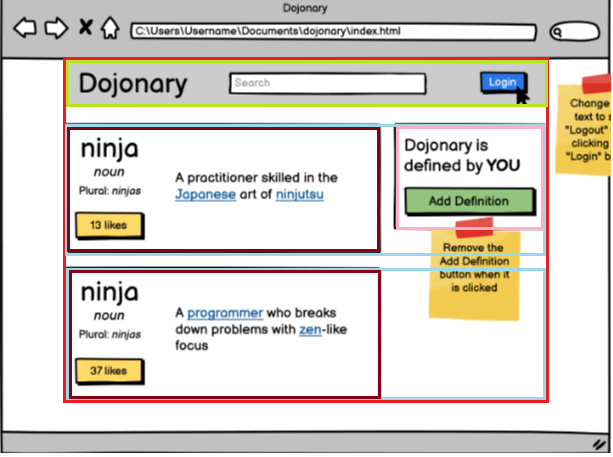 Dojonary
C:\Users\Username\Documents\dojonary\index.html
Dojonary
Search
Login
Change
text to
"Logout"
clicking
"Login"
ninja
noun
Plural: ninjas
13 likes
A practitioner skilled in the
Japanese art of ninjutsu
Dojonary is
defined by YOU
Add Definition
Remove the
Add Definition
button when it
is clicked
ninja
noun
Plural: ninjas
37 likes
A programmer who breaks
down problems with zen-like
focus